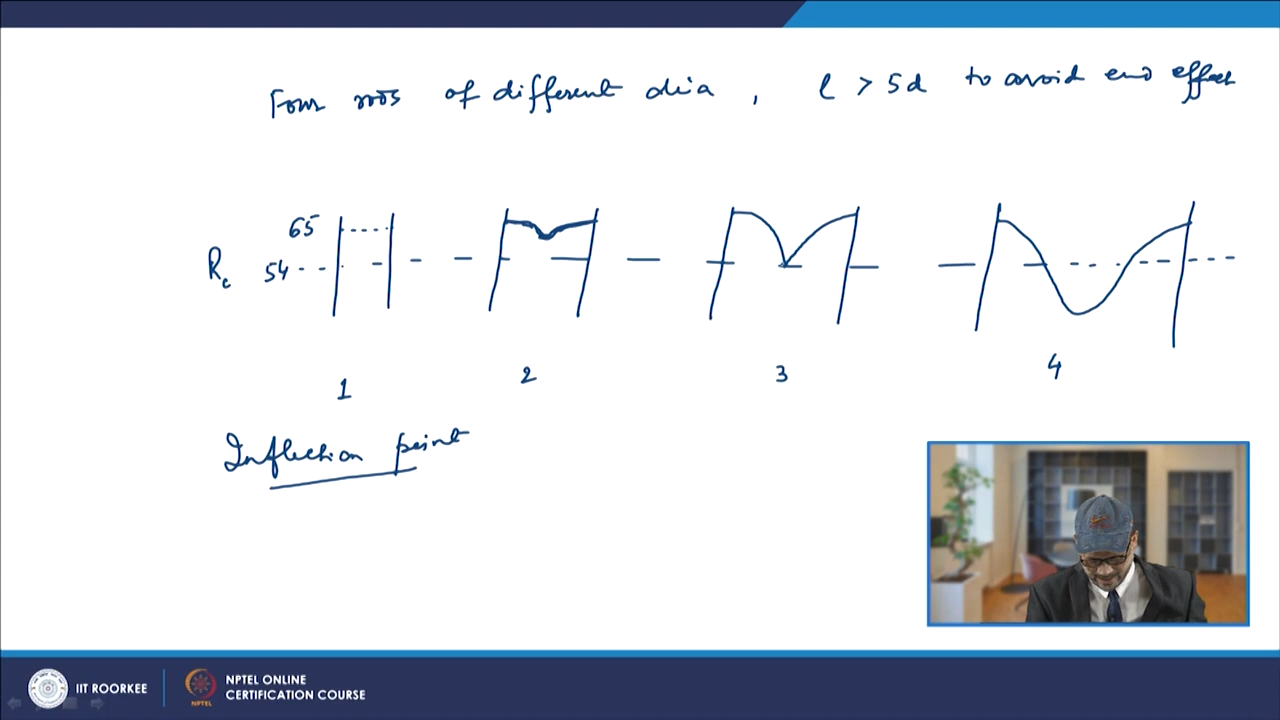 Four rods of different dia , l > 5d to avoid end effect
65
Rc 54
1 2 3 4
Inflection point
IIT ROORKEE
NPTEL
NPTEL ONLINE
CERTIFICATION COURSE